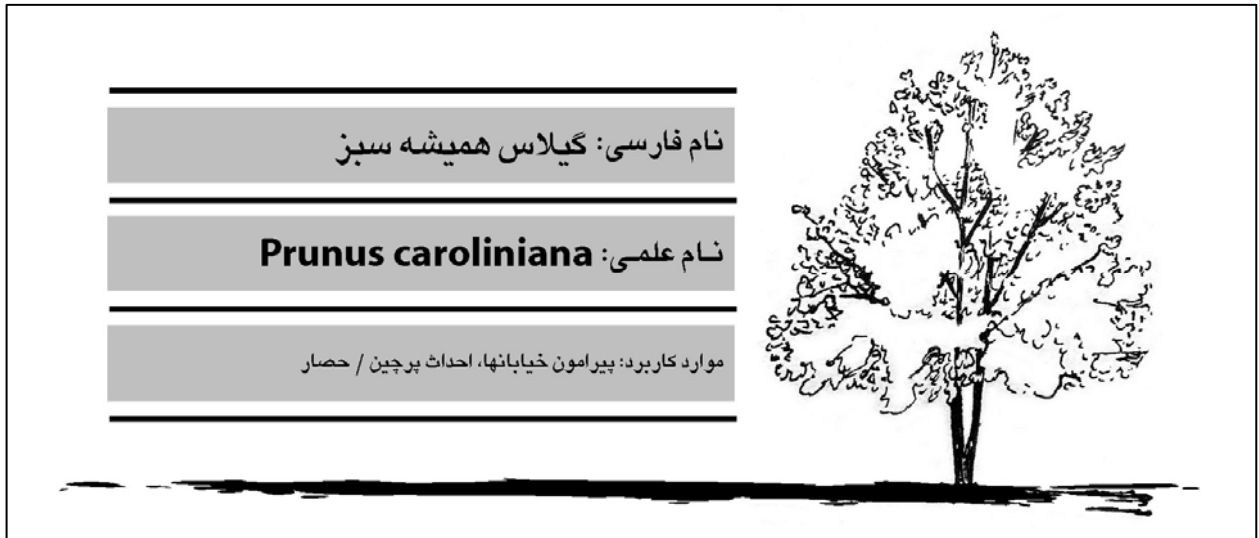 نام فارسی: گیلاس همیشه سبز
نام علمی: Prunus caroliniana
موارد کاربرد: پیرامون خیابانها، احداث پرچین / حصار